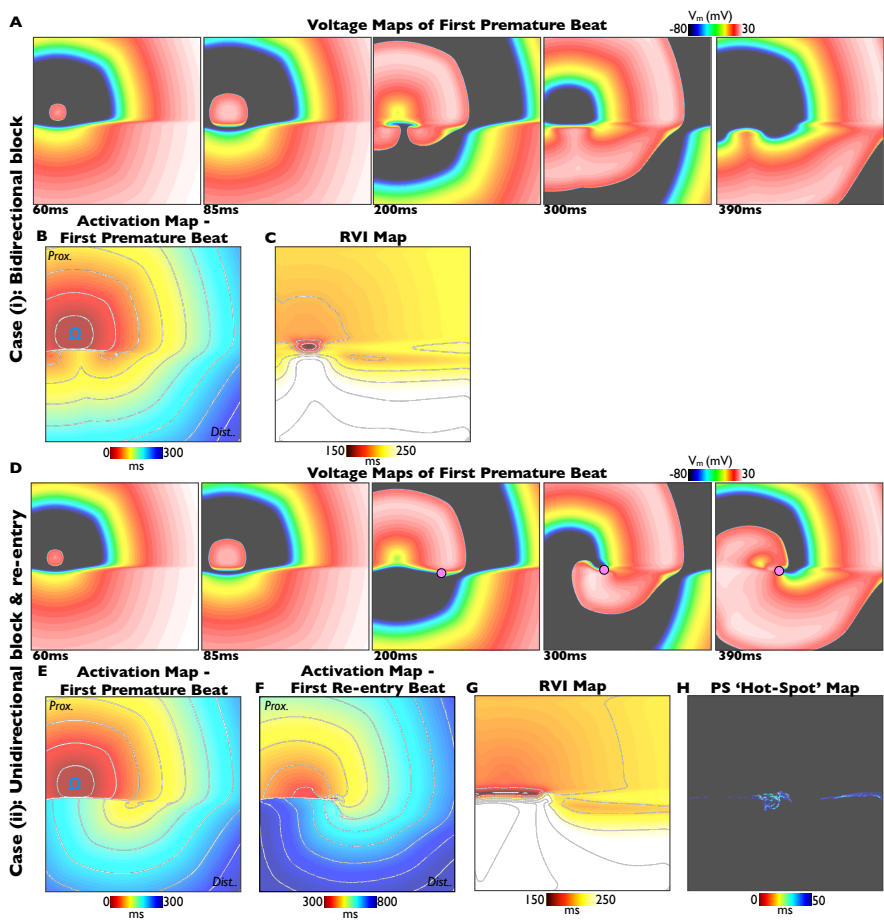 A
Voltage Maps of First Premature Beat
Vm (mV)
-80 30
Case (i): Bidirectional block
60ms 85ms 200ms 300ms 390ms
Activation Map -
B First Premature Beat
C RVI Map
Prox.
Ω
Dist..
0 300
ms
150 250
ms
D
Voltage Maps of First Premature Beat
Vm (mV)
-80 30
Case (ii): Unidirectional block & re-entry
60ms 85ms 200ms 300ms 390ms
Activation Map -
E First Premature Beat
Activation Map -
F First Re-entry Beat
G RVI Map
H PS 'Hot-Spot' Map
Prox.
Ω
Dist..
Prox.
Dist..
0 300
ms
300 800
ms
150 250
ms
0 50
ms